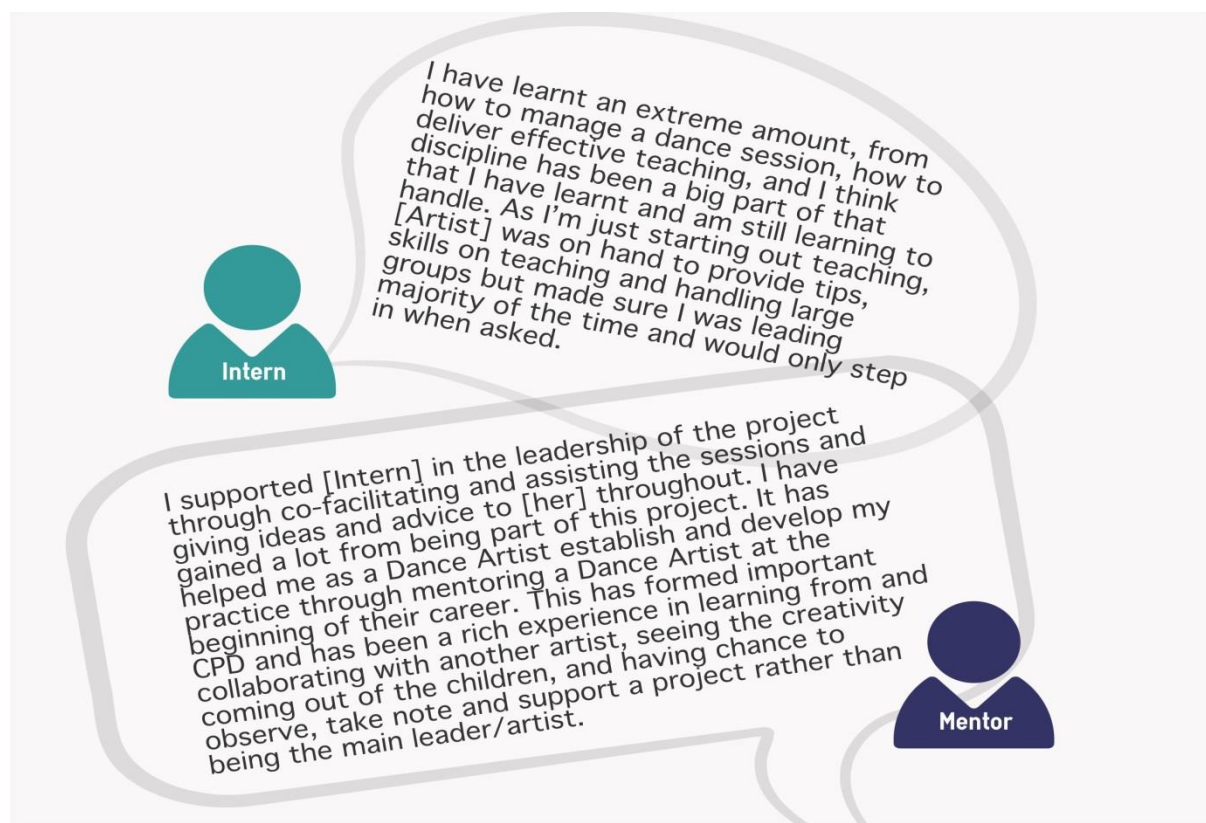 I have learnt an extreme amount, from
how to manage a dance session, how to
deliver effective teaching, and I think
discipline has been a big part of that
that I have learnt and am still learning to
handle. As I'm just starting out teaching,
[Artist] was on hand to provide tips,
skills on teaching and handling large
groups but made sure I was leading
majority of the time and would only step
in when asked.
Intern
I supported [Intern] in the leadership of the project
through co-facilitating and assisting the sessions and
giving ideas and advice to [her] throughout. I have
gained a lot from being part of this project. It has
helped me as a Dance Artist establish and develop my
practice through mentoring a Dance Artist at the
beginning of their career. This has formed important
CPD and has been a rich experience in learning from and
collaborating with another artist, seeing the creativity
coming out of the children, and having chance to
observe, take note and support a project rather than
being the main leader/artist.
Mentor